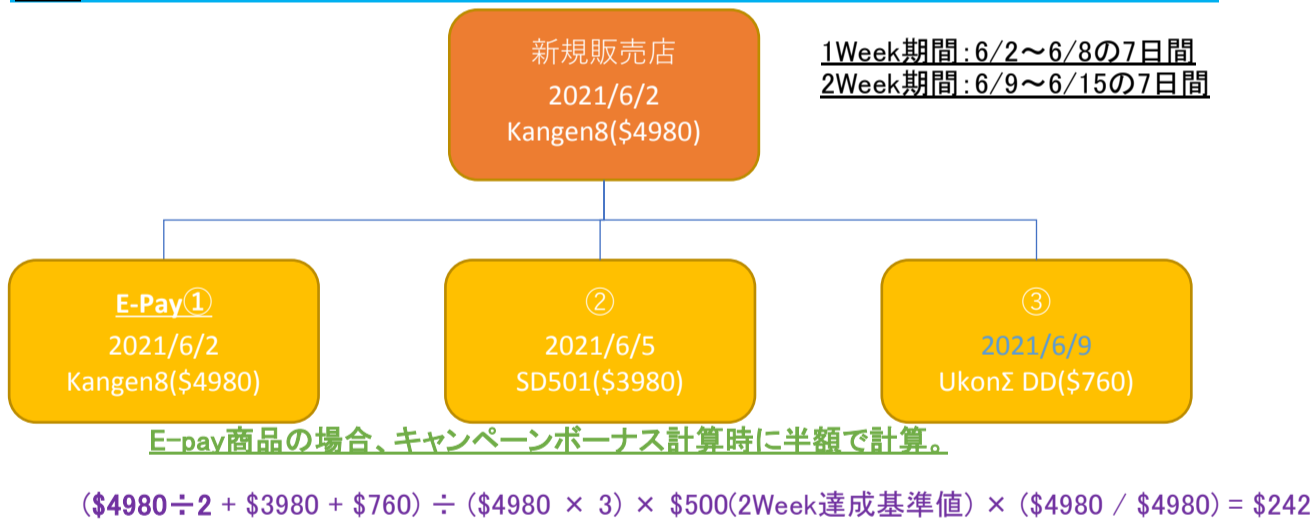 新規販売店
2021/6/2
Kangen8($4980)
1Week期間:6/2～6/8の7日間
2Week期間:6/9～6/15の7日間
E-Pay①
2021/6/2
Kangen8($4980)
②
2021/6/5
SD501($3980)
③
2021/6/9
UkonΣ DD($760)
E-pay商品の場合、キャンペーンボーナス計算時に半額で計算。
($4980÷2 + $3980 + $760) ÷ ($4980 × 3) × $500(2Week達成基準値) × ($4980 / $4980) = $242